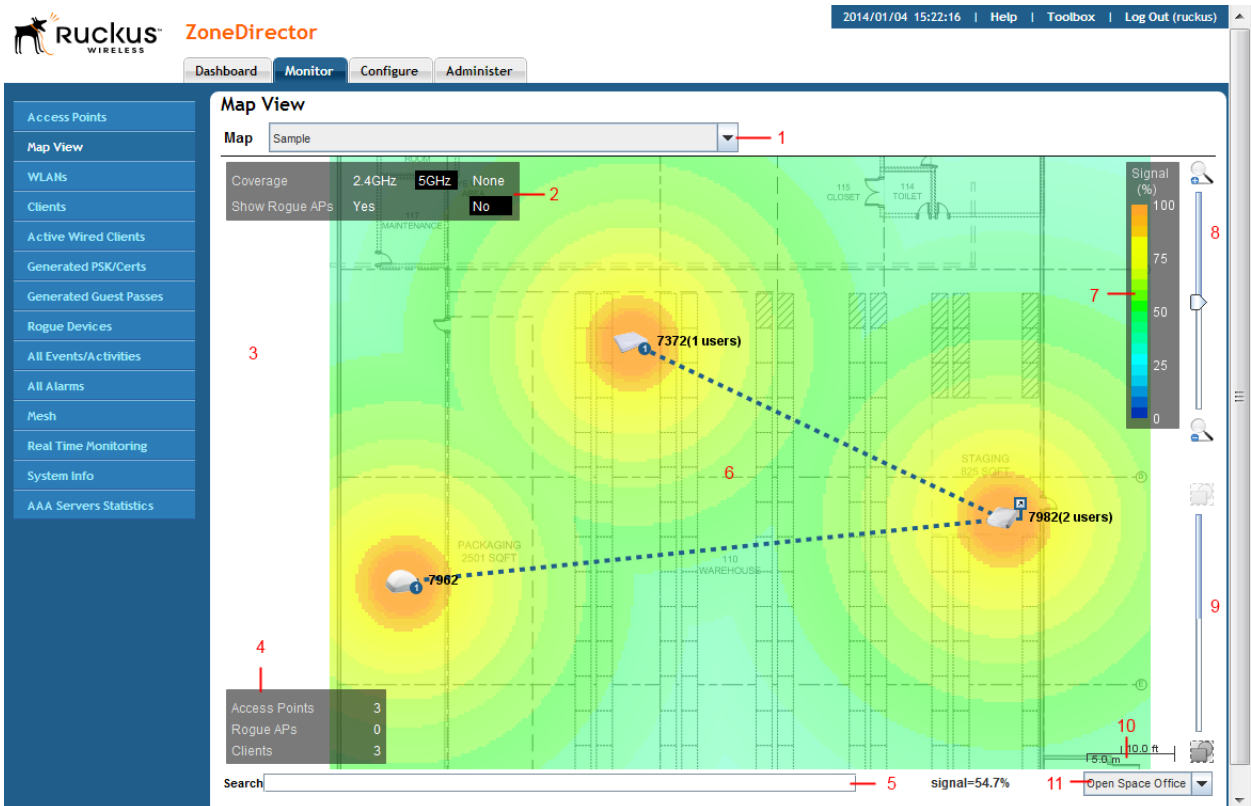 2014/01/04 15:22:16 | Help | Toolbox | Log Out (ruckus)
RUCKUS WIRELESS
ZoneDirector
Dashboard Monitor Configure Administer
Access Points
Map View
WLANs
Clients
Active Wired Clients
Generated PSK/Certs
Generated Guest Passes
Rogue Devices
All Events/Activities
All Alarms
Mesh
Real Time Monitoring
System Info
AAA Servers Statistics
Map View
Map Sample 1
ROOM
Coverage 2.4GHz 5GHz None
Show Rogue APs Yes No
2
117
MAINTENANCE
115
CLOSET
114
TOILET
Signal
(%)
100
75
50
25
0
7
8
3
7372(1 users)
1
6
STAGING
825 SQFT
D
7982(2 users)
PACKAGING
2501 SQFT
110
WAREHOUSE
7962
1
9
4
E
Access Points 3
Rogue APs 0
Clients 3
10
10.0 ft
5.0 m
Search 5 signal=54.7% 11 Open Space Office